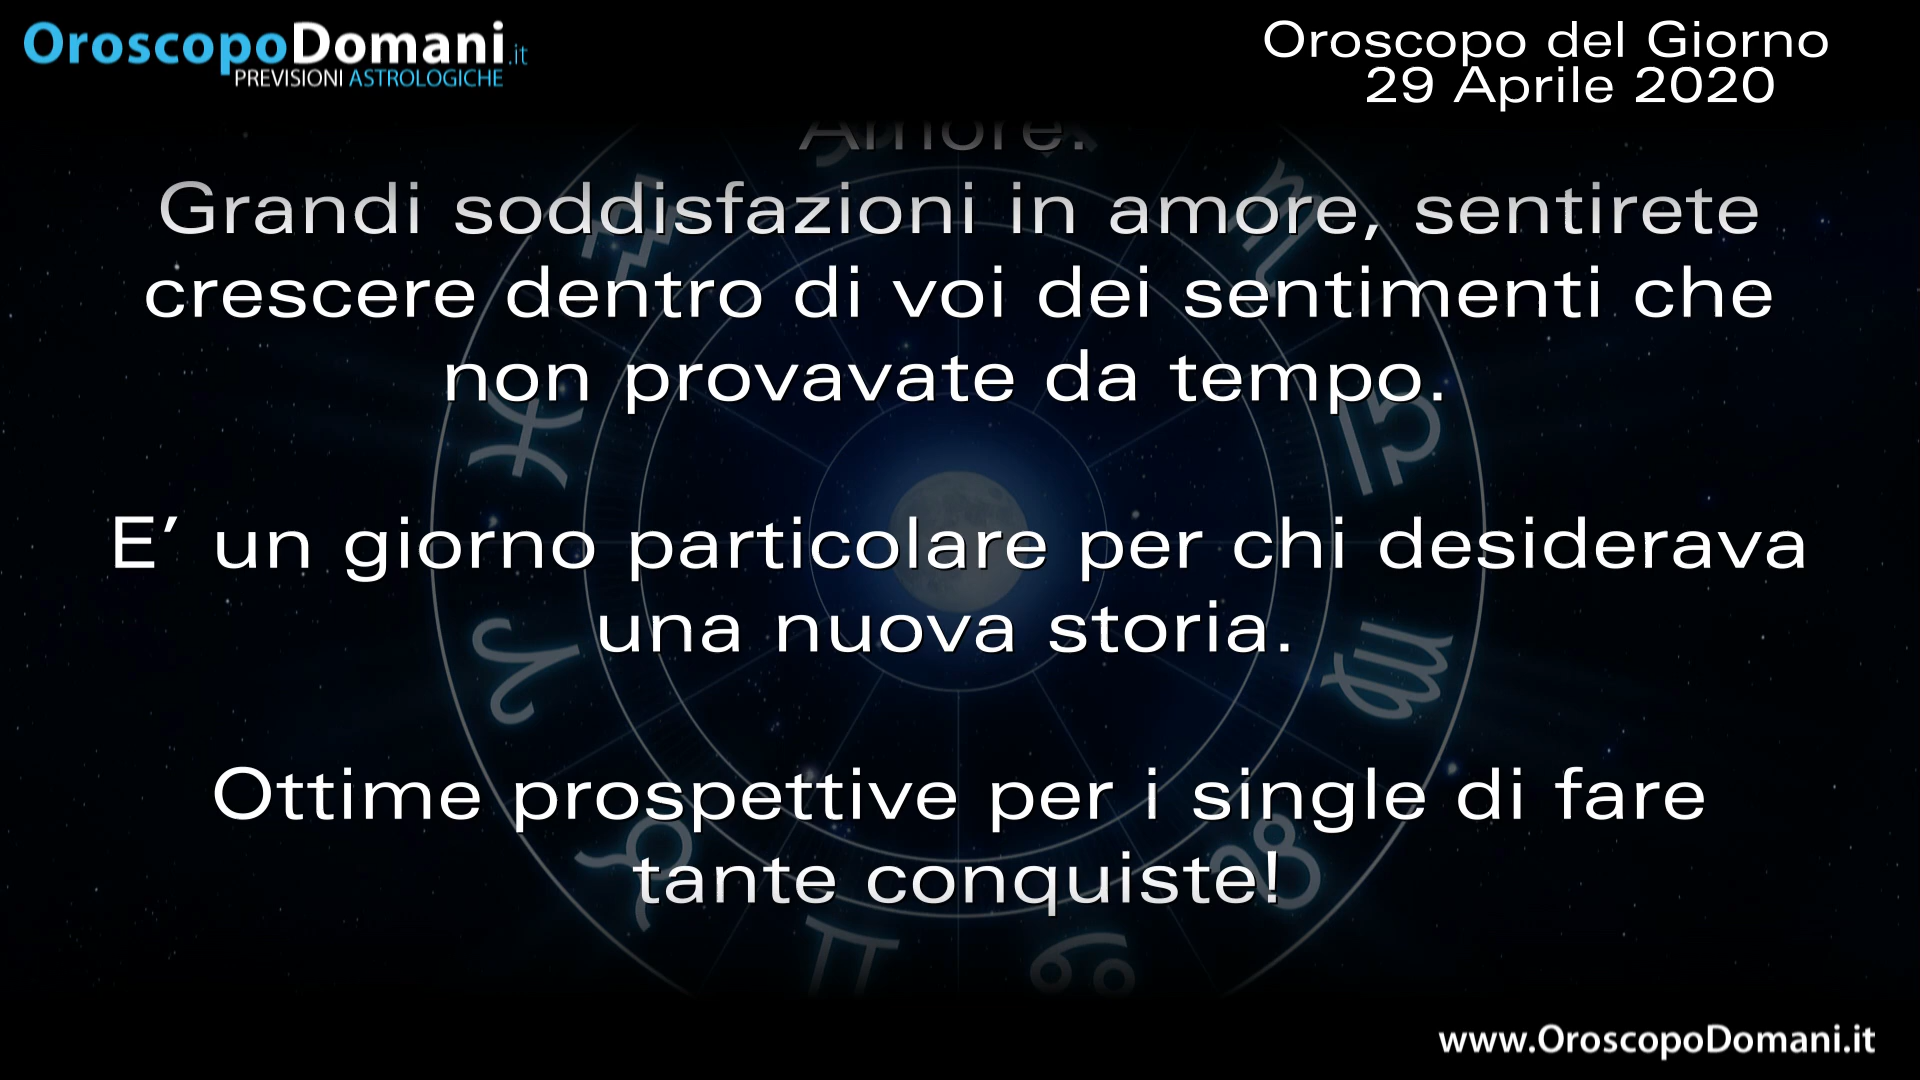 OroscopoDomani.it
PREVISIONI ASTROLOGICHE
Oroscopo del Giorno
29 Aprile 2020
Amore:
Grandi soddisfazioni in amore, sentirete
crescere dentro di voi dei sentimenti che
non provavate da tempo.
E’ un giorno particolare per chi desiderava
una nuova storia.
Ottime prospettive per i single di fare
tante conquiste!
www.OroscopoDomani.it